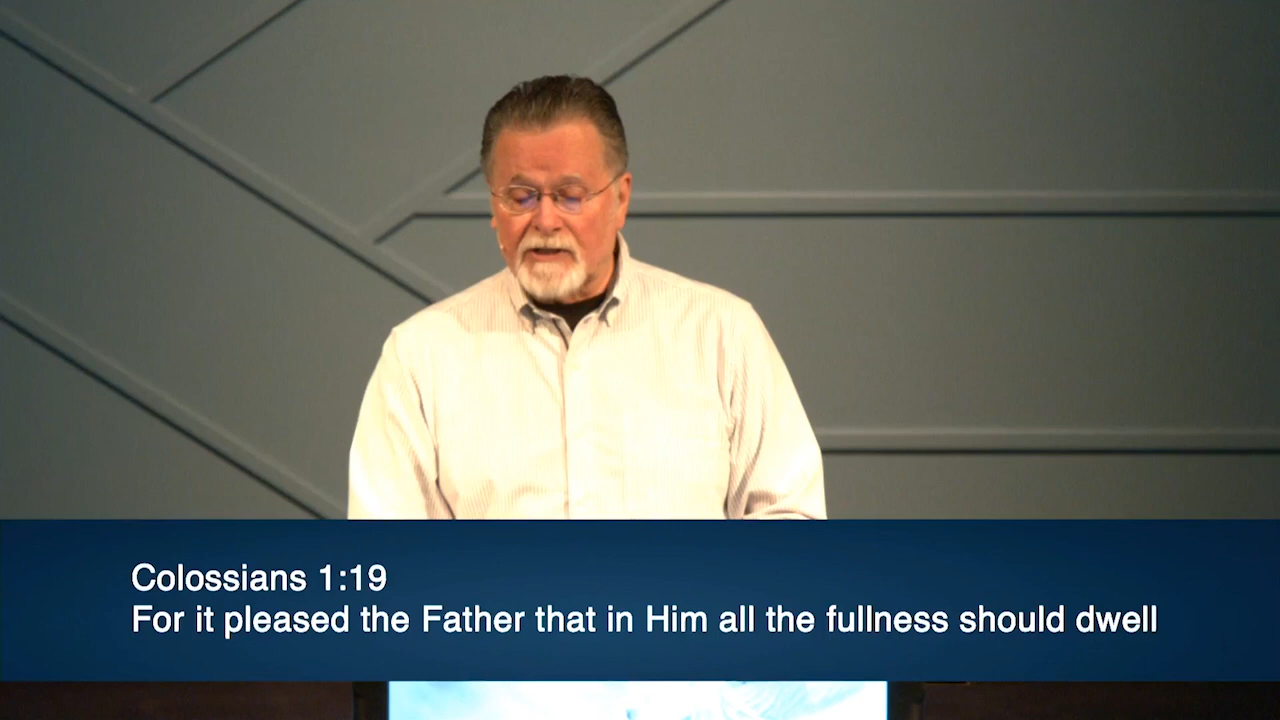 Colossians 1:19
For it pleased the Father that in Him all the fullness should dwell